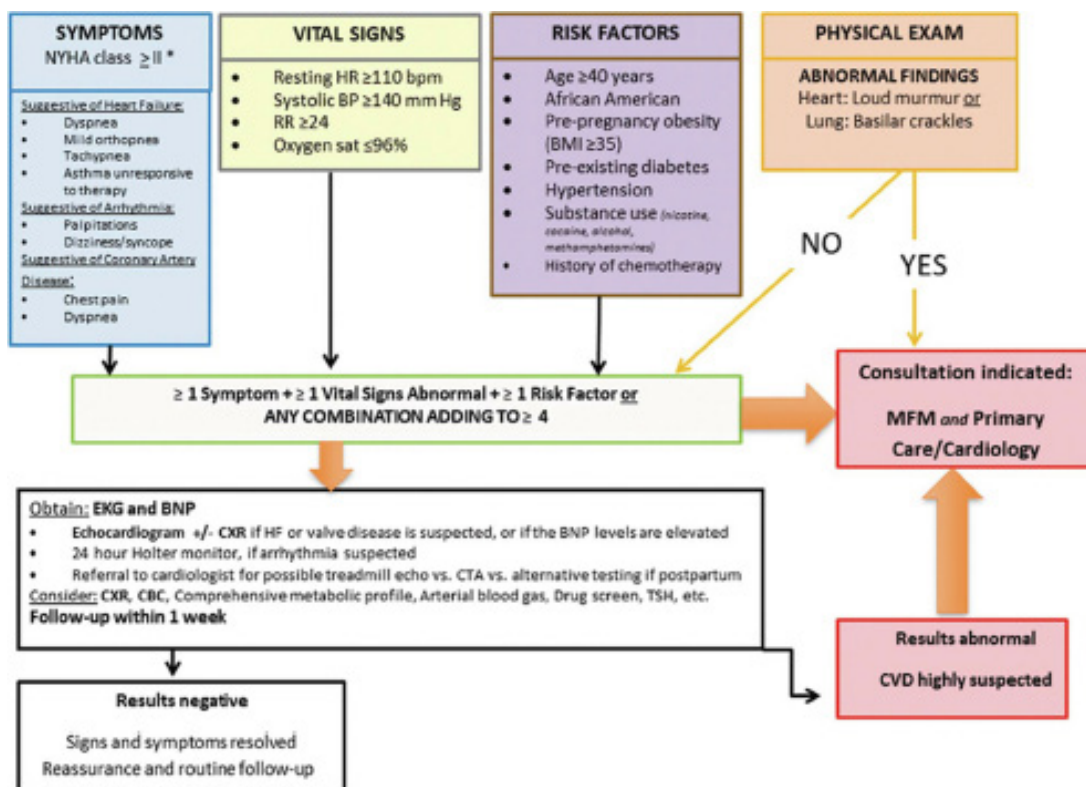 SYMPTOMS
NYHA class ≥II *
Suggestive of Heart Failure:
• Dyspnea
• Mild orthopnea
• Tachypnea
• Asthma unresponsive
to therapy
Suggestive of Arrhythmia:
• Palpitations
• Dizziness/syncope
Suggestive of Coronary Artery
Disease:
• Chest pain
• Dyspnea
VITAL SIGNS
• Resting HR ≥110 bpm
• Systolic BP ≥140 mm Hg
• RR ≥24
• Oxygen sat ≤96%
RISK FACTORS
• Age ≥40 years
• African American
• Pre-pregnancy obesity
(BMI ≥35)
• Pre-existing diabetes
• Hypertension
• Substance use (nicotine,
cocaine, alcohol,
methamphetamines)
• History of chemotherapy
PHYSICAL EXAM
ABNORMAL FINDINGS
Heart: Loud murmur or
Lung: Basilar crackles
NO
YES
≥ 1 Symptom + ≥ 1 Vital Signs Abnormal + ≥ 1 Risk Factor or
ANY COMBINATION ADDING TO ≥ 4
Consultation indicated:
MFM and Primary
Care/Cardiology
Obtain: EKG and BNP
• Echocardiogram +/- CXR if HF or valve disease is suspected, or if the BNP levels are elevated
• 24 hour Holter monitor, if arrhythmia suspected
• Referral to cardiologist for possible treadmill echo vs. CTA vs. alternative testing if postpartum
Consider: CXR, CBC, Comprehensive metabolic profile, Arterial blood gas, Drug screen, TSH, etc.
Follow-up within 1 week
Results abnormal
CVD highly suspected
Results negative
Signs and symptoms resolved
Reassurance and routine follow-up